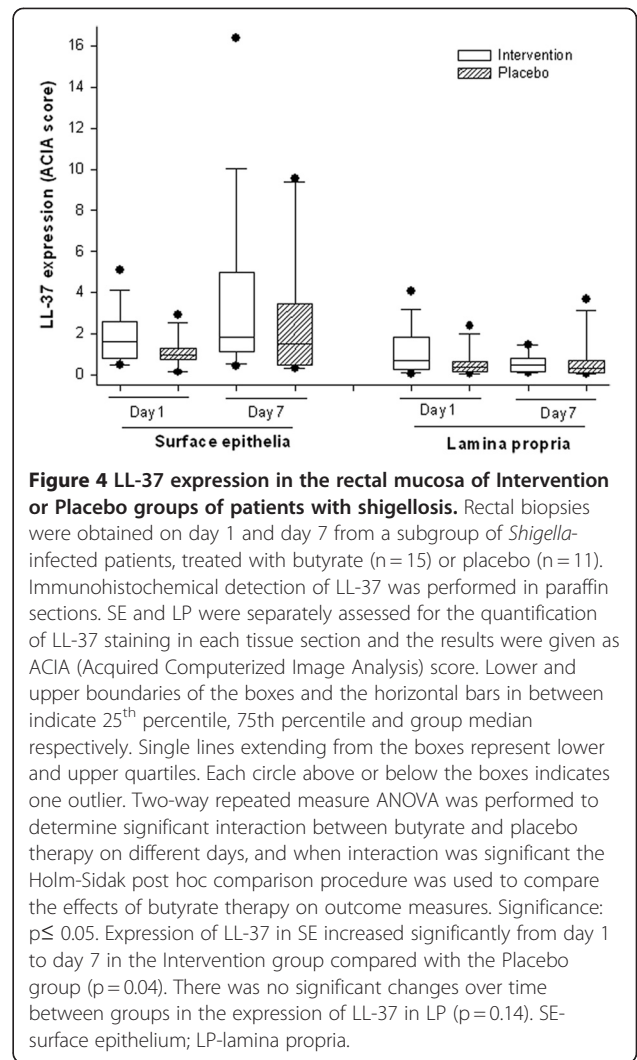 16
14
12
10
8
6
4
2
0
LL-37 expression (ACIA score)
Intervention
Placebo
Day 1
Day 7
Day 1
Day 7
Surface epithelia
Lamina propria
Figure 4 LL-37 expression in the rectal mucosa of Intervention
or Placebo groups of patients with shigellosis. Rectal biopsies
were obtained on day 1 and day 7 from a subgroup of Shigella-
infected patients, treated with butyrate (n = 15) or placebo (n = 11).
Immunohistochemical detection of LL-37 was performed in paraffin
sections. SE and LP were separately assessed for the quantification
of LL-37 staining in each tissue section and the results were given as
ACIA (Acquired Computerized Image Analysis) score. Lower and
upper boundaries of the boxes and the horizontal bars in between
indicate 25th percentile, 75th percentile and group median
respectively. Single lines extending from the boxes represent lower
and upper quartiles. Each circle above or below the boxes indicates
one outlier. Two-way repeated measure ANOVA was performed to
determine significant interaction between butyrate and placebo
therapy on different days, and when interaction was significant the
Holm-Sidak post hoc comparison procedure was used to compare
the effects of butyrate therapy on outcome measures. Significance:
p≤ 0.05. Expression of LL-37 in SE increased significantly from day 1
to day 7 in the Intervention group compared with the Placebo
group (p = 0.04). There was no significant changes over time
between groups in the expression of LL-37 in LP (p = 0.14). SE-
surface epithelium; LP-lamina propria.